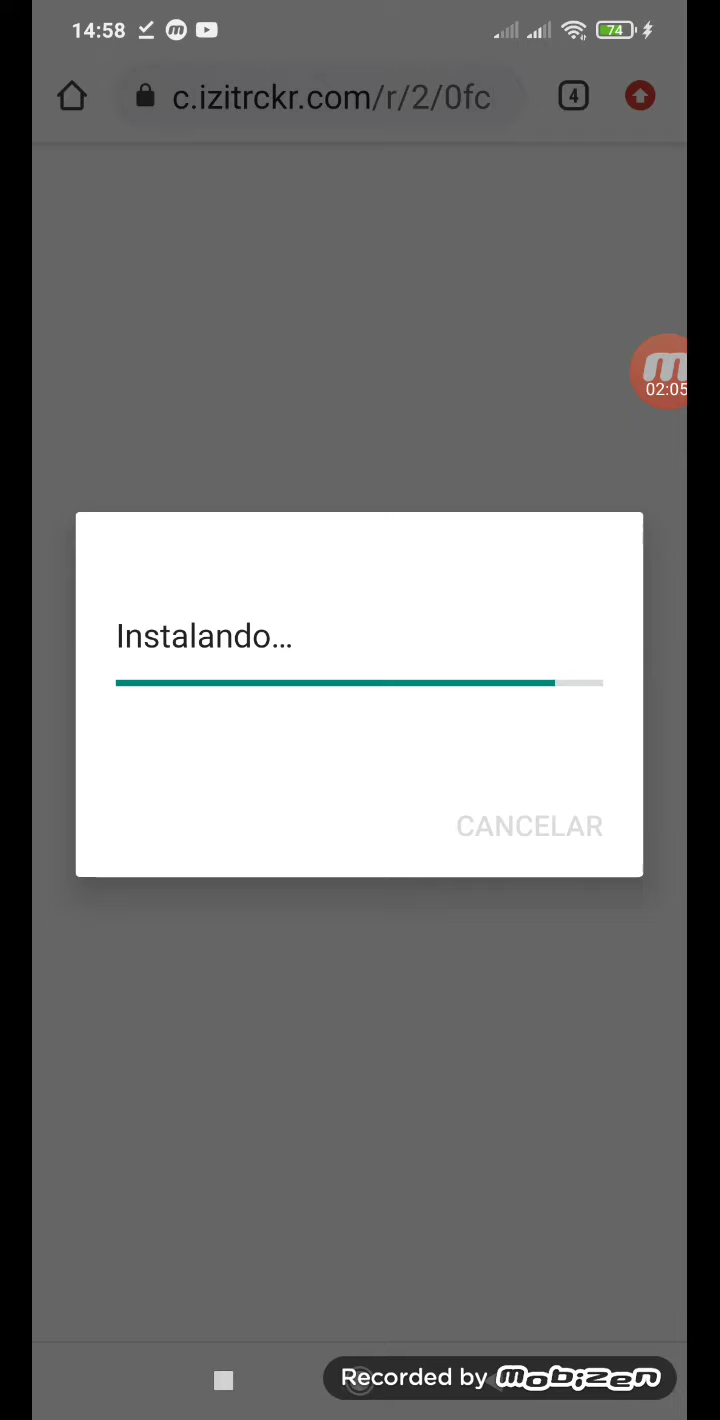 14:58
74
c.izitrckr.com/r/2/0fc
4
m
02:05
Instalando...
CANCELAR
Recorded by mobizen